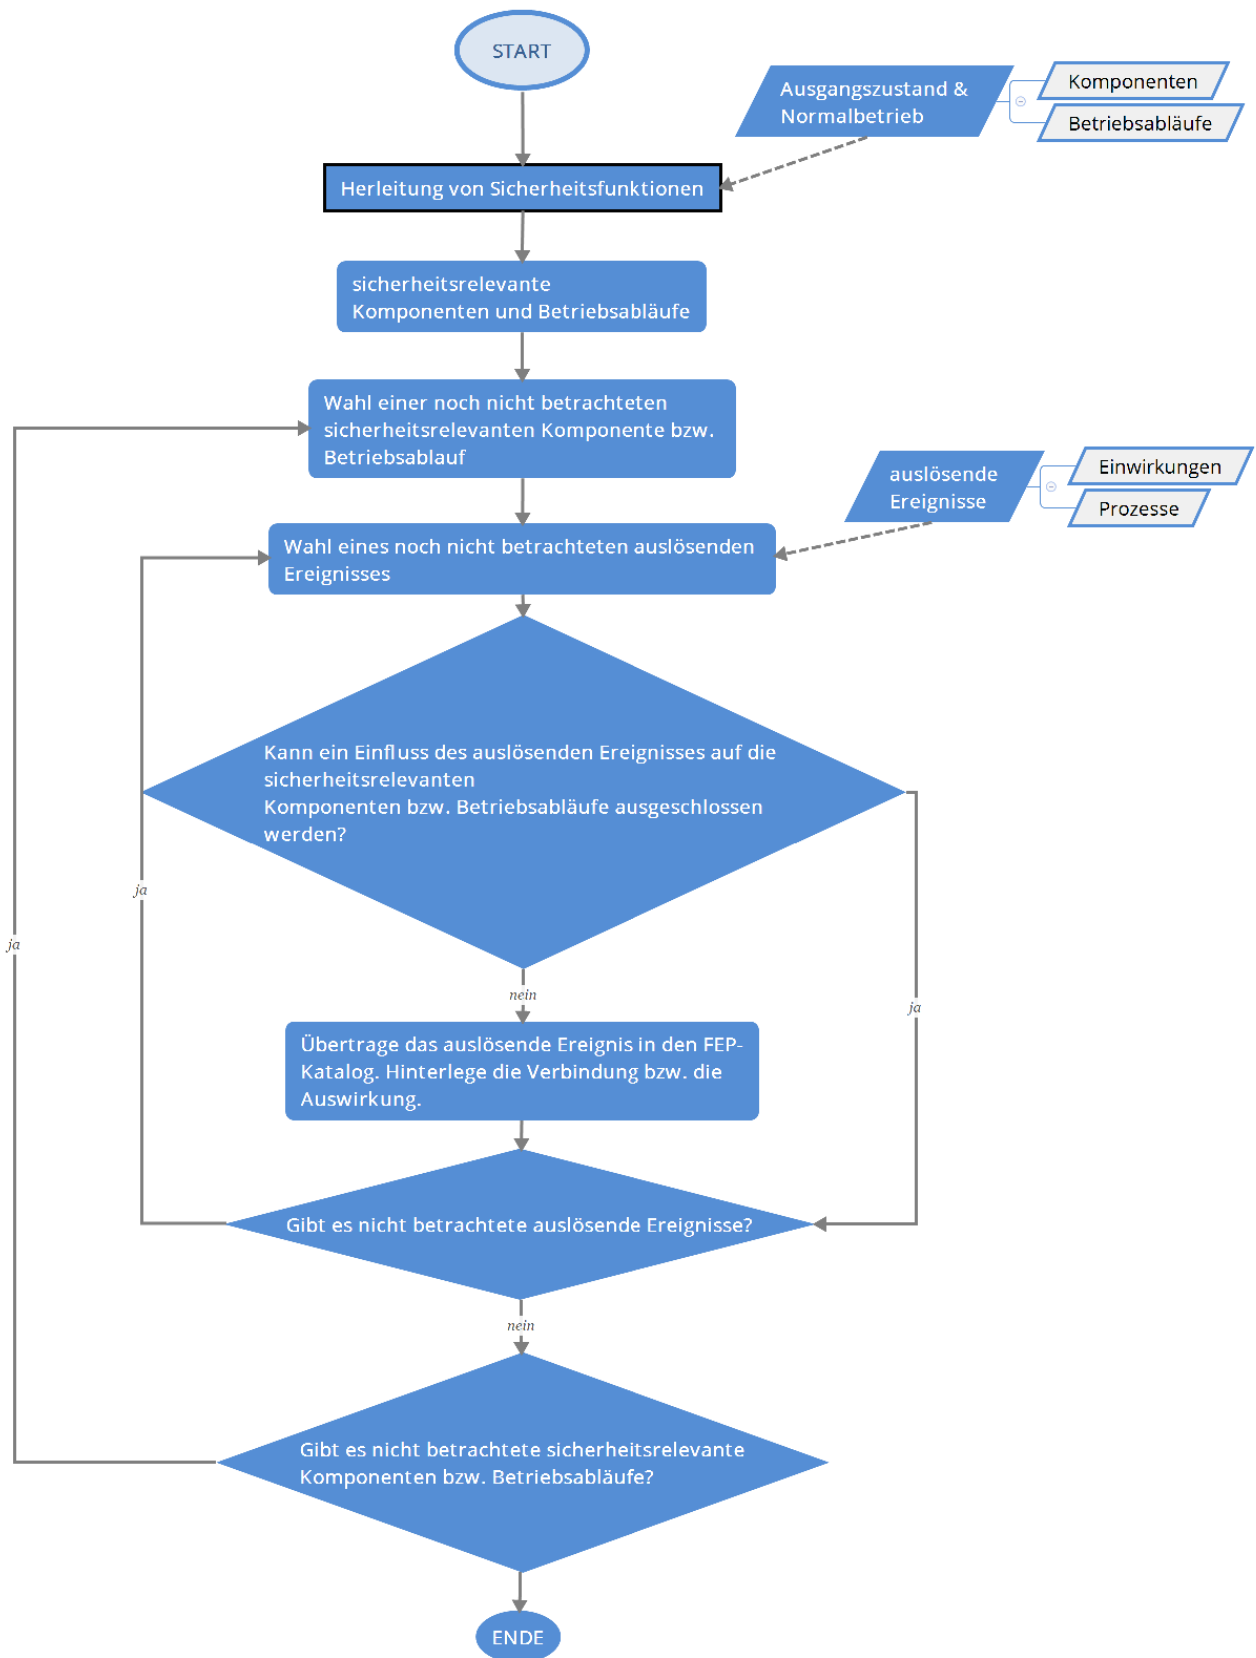 START
Ausgangszustand &
Normalbetrieb
Komponenten
Betriebsabläufe
Herleitung von Sicherheitsfunktionen
sicherheitsrelevante
Komponenten und Betriebsabläufe
Wahl einer noch nicht betrachteten
sicherheitsrelevanten Komponente bzw.
Betriebsablauf
auslösende
Ereignisse
Einwirkungen
Prozesse
Wahl eines noch nicht betrachteten auslösenden
Ereignisses
Kann ein Einfluss des auslösenden Ereignisses auf die
sicherheitsrelevanten
Komponenten bzw. Betriebsabläufe ausgeschlossen
werden?
ja
ja
nein
ja
Übertrage das auslösende Ereignis in den FEP-
Katalog. Hinterlege die Verbindung bzw. die
Auswirkung.
Gibt es nicht betrachtete auslösende Ereignisse?
nein
Gibt es nicht betrachtete sicherheitsrelevante
Komponenten bzw. Betriebsabläufe?
ENDE